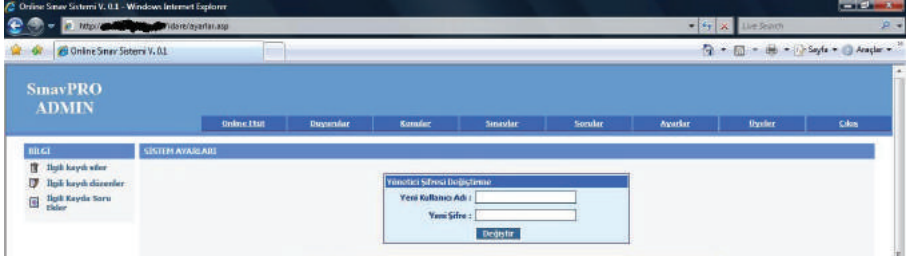 Online Sınav Sistemi V. 0.1 - Windows Internet Explorer
http:// /idare/ayarlar.asp
Live Search
Online Sınav Sistemi V. 0.1
Sayfa Araçlar
SınavPRO
ADMIN
Online Etüt Duyurular Konular Sınavlar Sorular Ayarlar Üyeler Çıkış
BİLGİ
SİSTEM AYARLARI
İlgili kaydı siler
İlgili kaydı düzenler
İlgili Kayda Soru
Ekler
Yönetici Şifresi Değiştirme
Yeni Kullanıcı Adı :
Yeni Şifre :
Değiştir